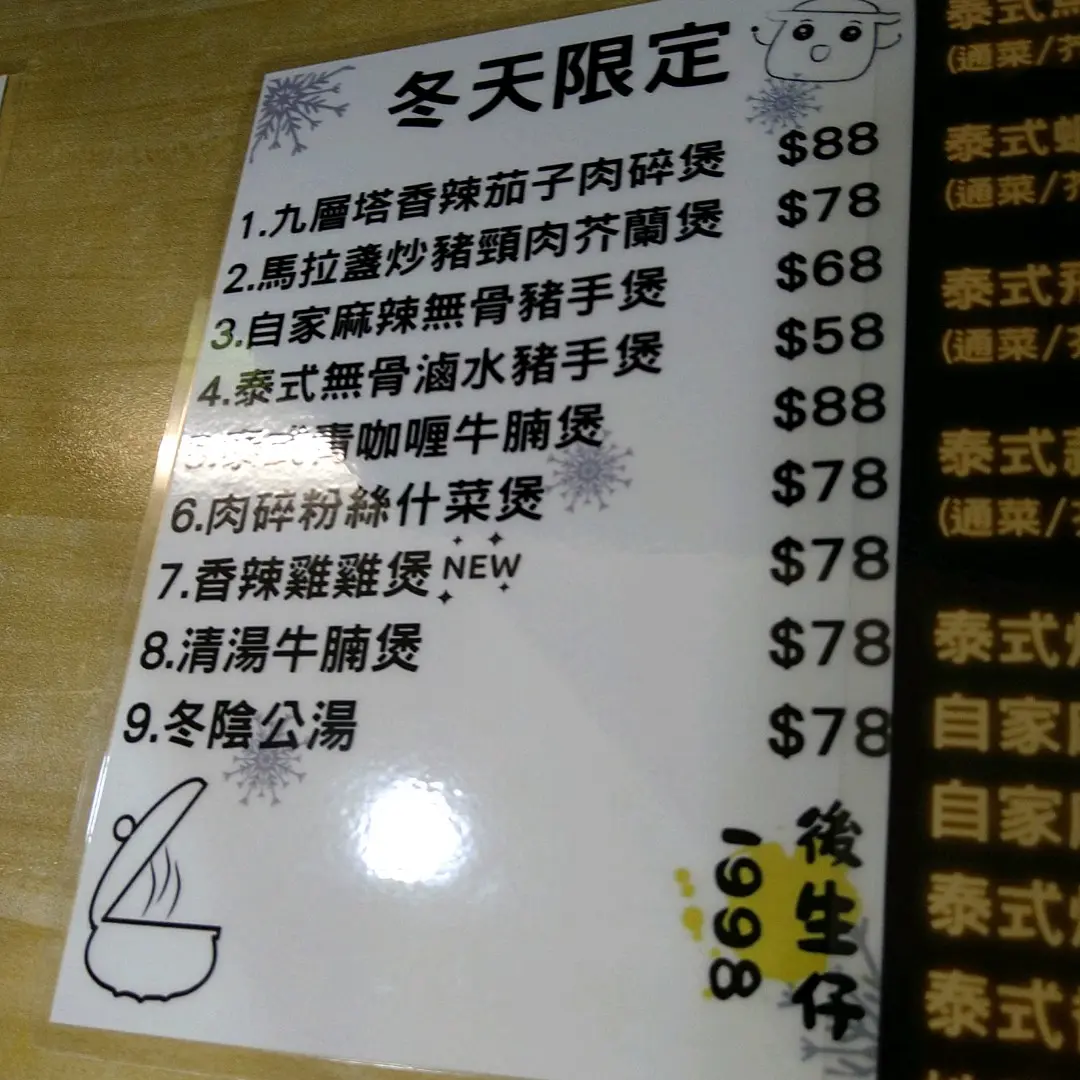 冬天限定
1.九層塔香辣茄子肉碎煲 $88
2.馬拉盞炒豬頸肉芥蘭煲 $78
3.自家麻辣無骨豬手煲 $68
4.泰式無骨滷水豬手煲 $58
5.泰式青咖喱牛腩煲 $88
6.肉碎粉絲什菜煲 $78
7.香辣雞雞煲 NEW $78
8.清湯牛腩煲 $78
9.冬陰公湯 $78
後生仔
1998
泰式
(通菜/
泰式
(通菜/
泰式
(通菜/
泰式
(通菜/
泰式
自家
自家
泰式
泰式